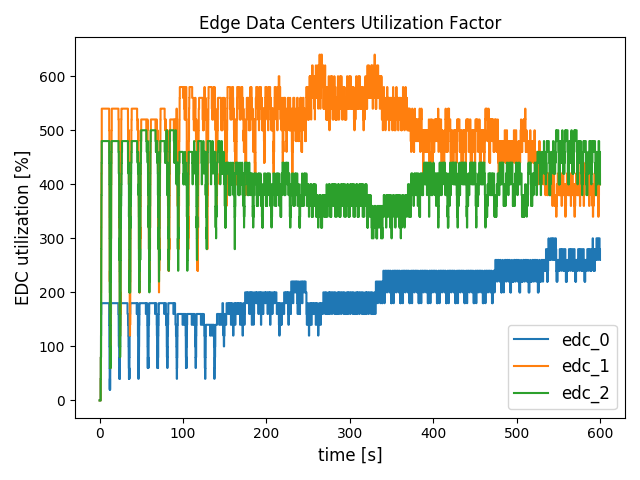 Edge Data Centers Utilization Factor
EDC utilization [%]
600
500
400
300
200
100
0
0 100 200 300 400 500 600
time [s]
edc_0
edc_1
edc_2